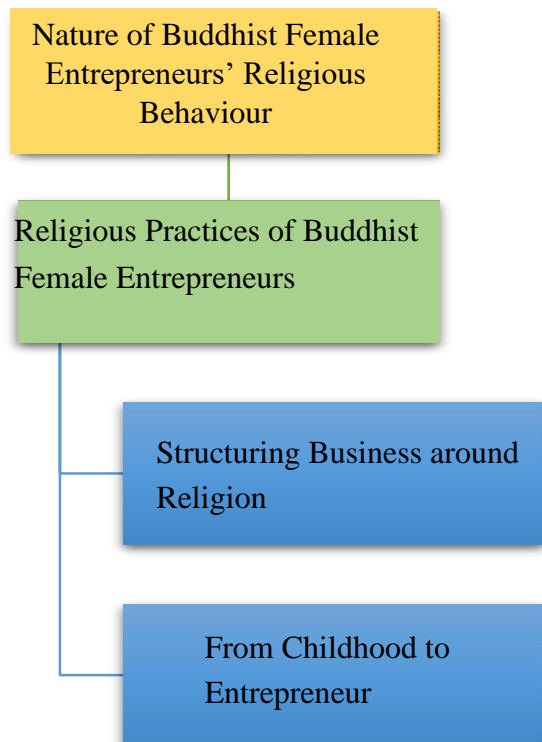 Nature of Buddhist Female
Entrepreneurs’ Religious
Behaviour
Religious Practices of Buddhist
Female Entrepreneurs
Structuring Business around
Religion
From Childhood to
Entrepreneur